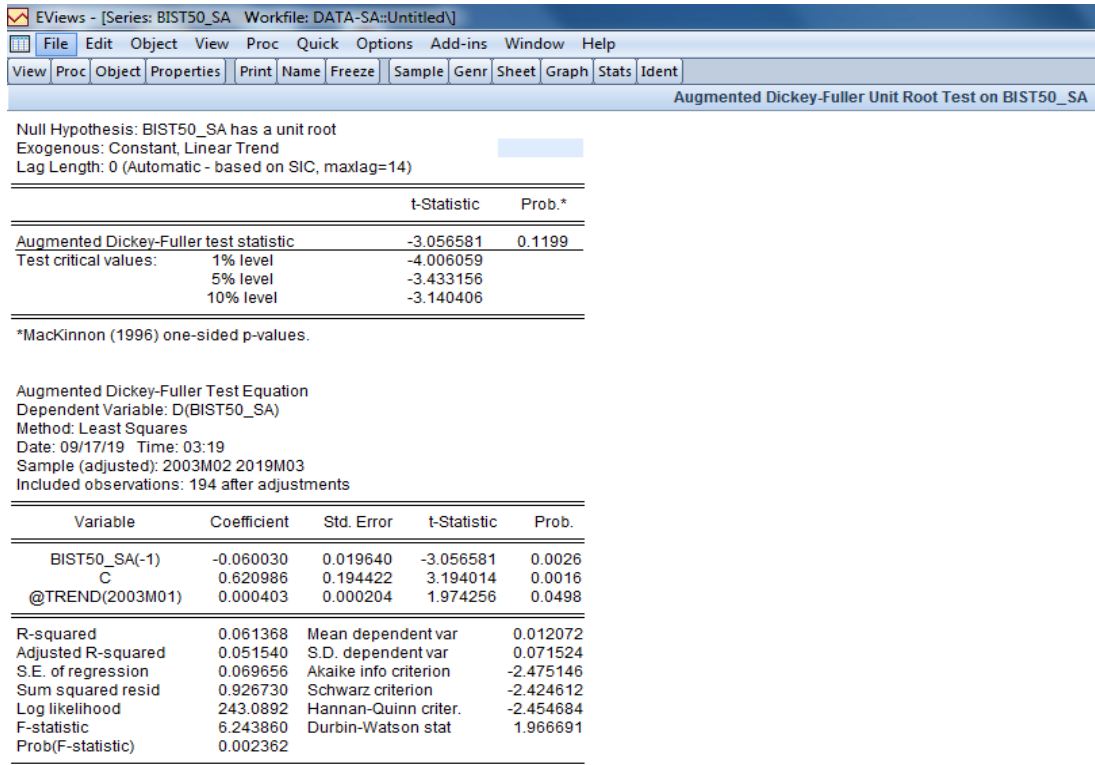 EViews - [Series: BIST50_SA   Workfile: DATA-SA::Untitled\]
File Edit Object View Proc Quick Options Add-ins Window Help
View Proc Object Properties Print Name Freeze Sample Genr Sheet Graph Stats Ident
Augmented Dickey-Fuller Unit Root Test on BIST50_SA
Null Hypothesis: BIST50_SA has a unit root
Exogenous: Constant, Linear Trend
Lag Length: 0 (Automatic - based on SIC, maxlag=14)
t-Statistic Prob.*
Augmented Dickey-Fuller test statistic -3.056581 0.1199
Test critical values: 1% level -4.006059
5% level -3.433156
10% level -3.140406
*MacKinnon (1996) one-sided p-values.
Augmented Dickey-Fuller Test Equation
Dependent Variable: D(BIST50_SA)
Method: Least Squares
Date: 09/17/19 Time: 03:19
Sample (adjusted): 2003M02 2019M03
Included observations: 194 after adjustments
Variable Coefficient Std. Error t-Statistic Prob.
BIST50_SA(-1) -0.060030 0.019640 -3.056581 0.0026
C 0.620986 0.194422 3.194014 0.0016
@TREND(2003M01) 0.000403 0.000204 1.974256 0.0498
R-squared 0.061368 Mean dependent var 0.012072
Adjusted R-squared 0.051540 S.D. dependent var 0.071524
S.E. of regression 0.069656 Akaike info criterion -2.475146
Sum squared resid 0.926730 Schwarz criterion -2.424612
Log likelihood 243.0892 Hannan-Quinn criter. -2.454684
F-statistic 6.243860 Durbin-Watson stat 1.966691
Prob(F-statistic) 0.002362